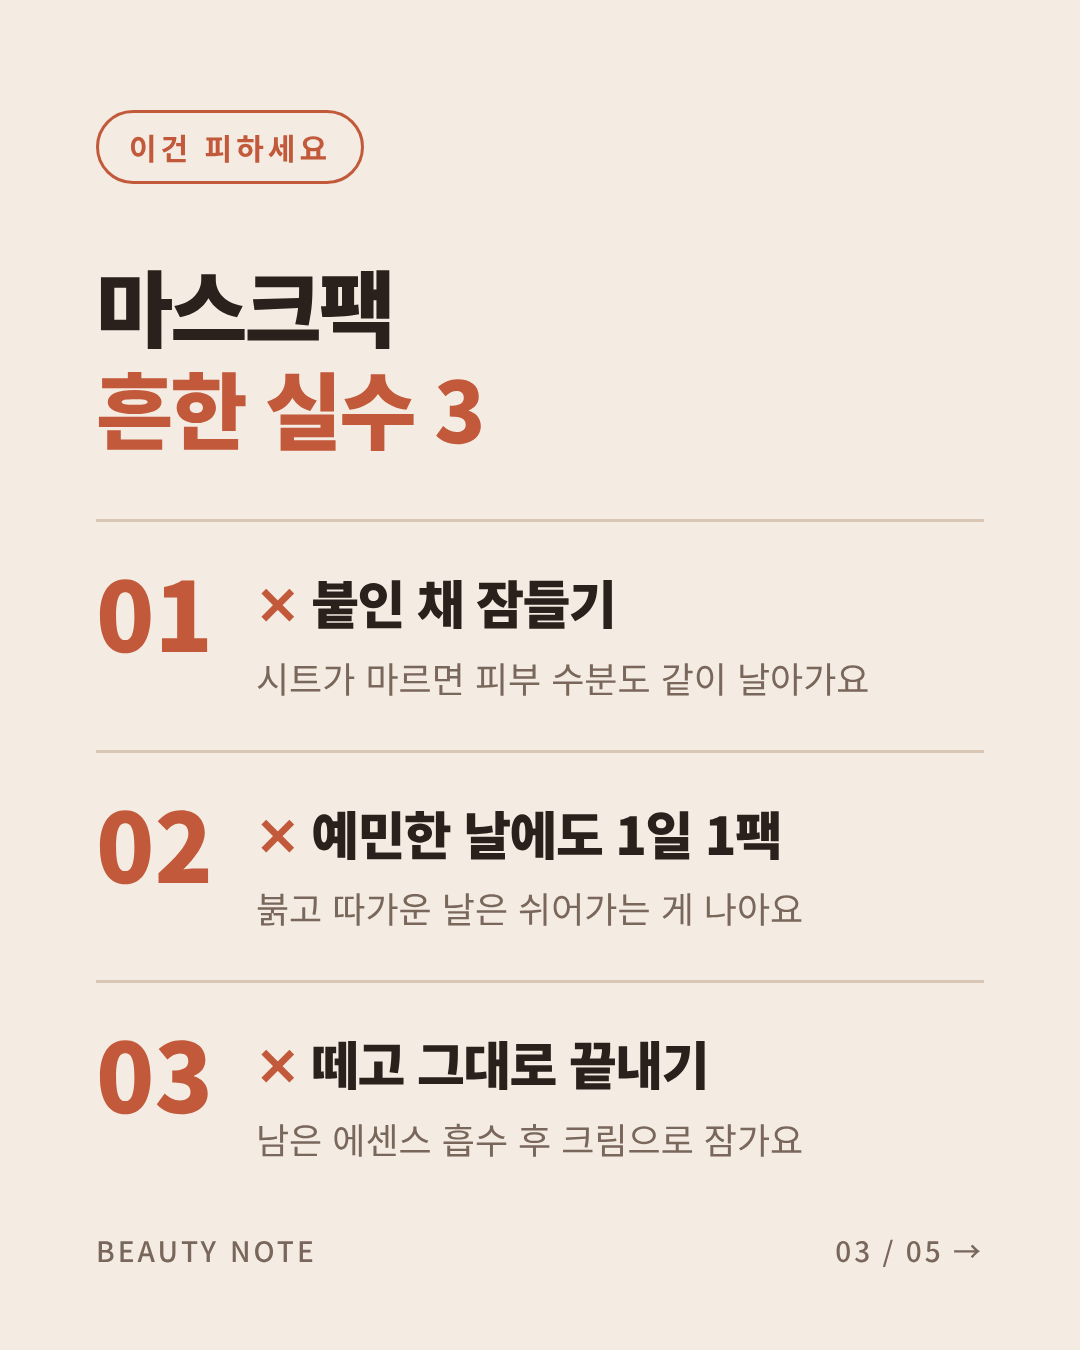 이건 피하세요
마스크팩
흔한 실수 3
01 × 붙인 채 잠들기
시트가 마르면 피부 수분도 같이 날아가요
02 × 예민한 날에도 1일 1팩
붉고 따가운 날은 쉬어가는 게 나아요
03 × 떼고 그대로 끝내기
남은 에센스 흡수 후 크림으로 잠가요
BEAUTY NOTE 03 / 05 →